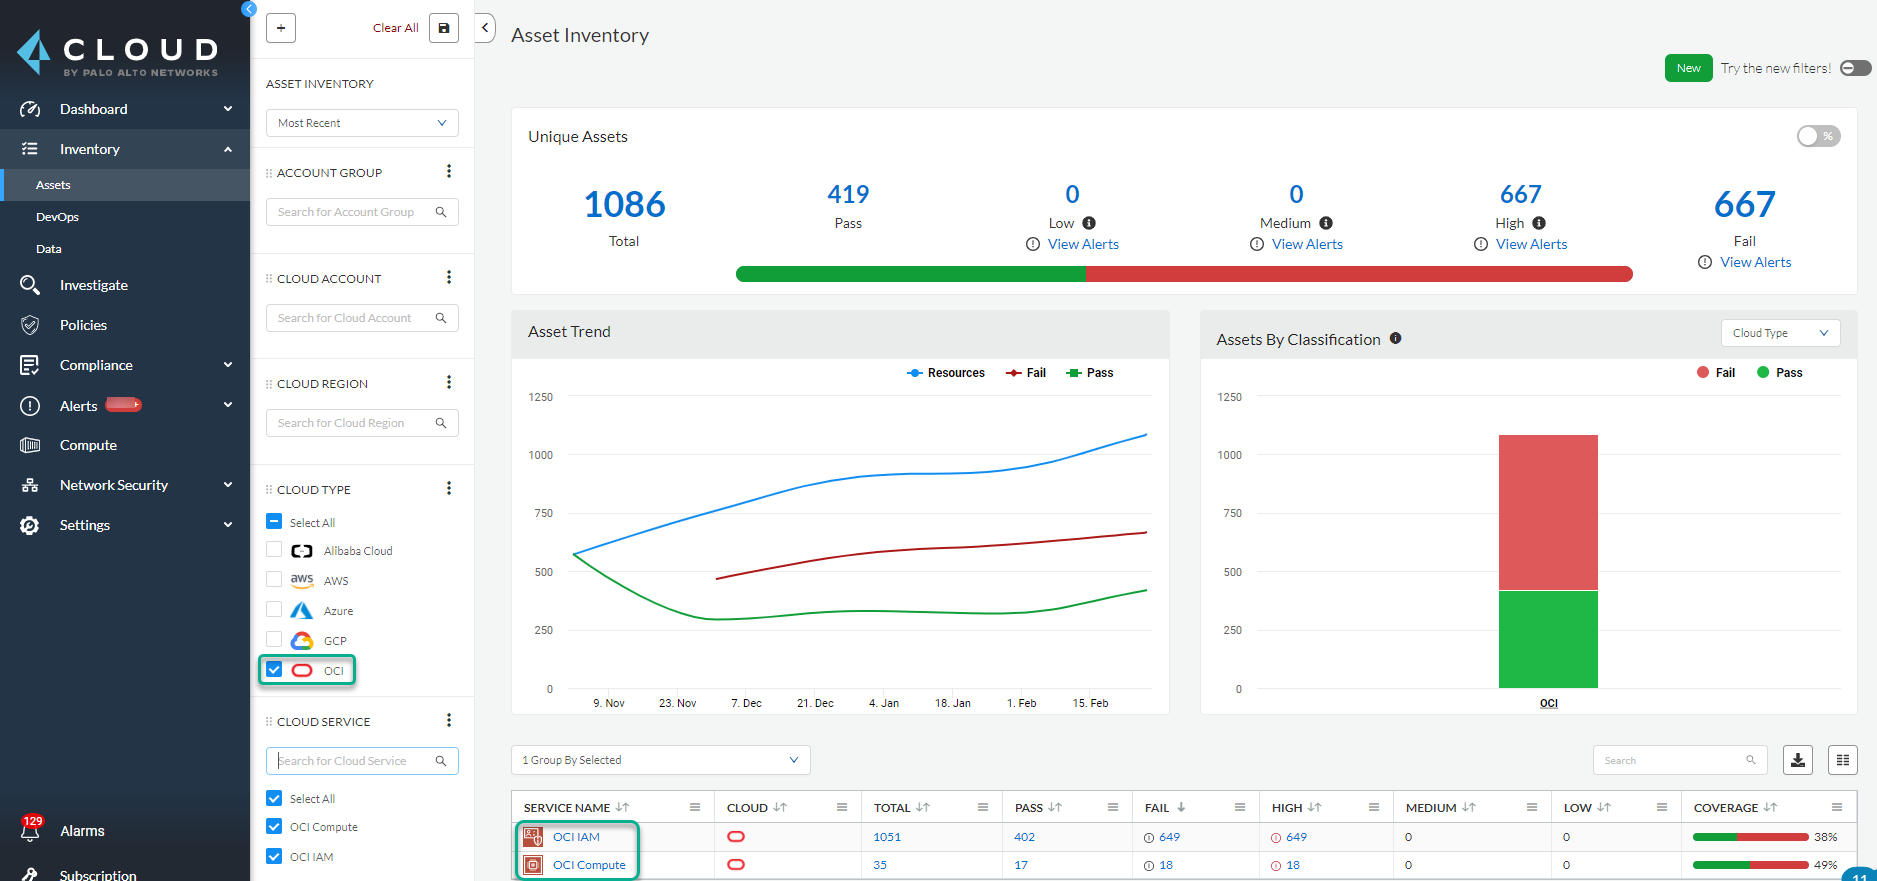 CLOUD
BY PALO ALTO NETWORKS
Dashboard
Inventory
Assets
DevOps
Data
Investigate
Policies
Compliance
Alerts
Compute
Network Security
Settings
129
Alarms
Subscription
+
Clear All
ASSET INVENTORY
Most Recent
ACCOUNT GROUP
Search for Account Group
CLOUD ACCOUNT
Search for Cloud Account
CLOUD REGION
Search for Cloud Region
CLOUD TYPE
Select All
Alibaba Cloud
aws AWS
Azure
GCP
OCI
CLOUD SERVICE
Search for Cloud Service
Select All
OCI Compute
OCI IAM
Asset Inventory
New Try the new filters!
Unique Assets
%
1086
Total
419
Pass
0
Low
View Alerts
0
Medium
View Alerts
667
High
View Alerts
667
Fail
View Alerts
Asset Trend
Resources Fail Pass
1250
1000
750
500
250
0
9. Nov 23. Nov 7. Dec 21. Dec 4. Jan 18. Jan 1. Feb 15. Feb
Assets By Classification
Cloud Type
Fail Pass
1250
1000
750
500
250
0
OCI
1 Group By Selected
Search
SERVICE NAME CLOUD TOTAL PASS FAIL HIGH MEDIUM LOW COVERAGE
OCI IAM 1051 402 649 649 0 0 38%
OCI Compute 35 17 18 18 0 0 49%
11